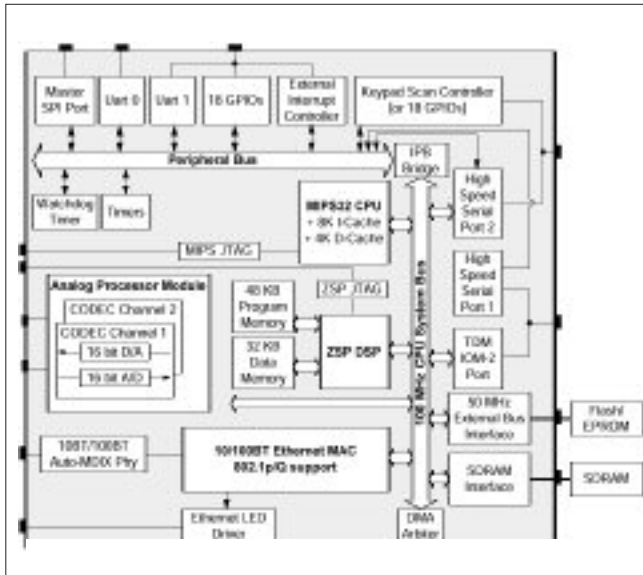 Master
SPI Port
Uart 0
Uart 1
18 GPIOs
External
Interrupt
Controller
Keypad Scan Controller
(or 18 GPIOs)
Peripheral Bus
IPB
Bridge
Watchdog
Timer
Timers
MIPS32 CPU
+ 8K I-Cache
+ 4K D-Cache
High
Speed
Serial
Port 2
MIPS JTAG
ZSP JTAG
Analog Processor Module
CODEC Channel 2
CODEC Channel 1
16 bit D/A
16 bit A/D
48 KB
Program
Memory
32 KB
Data
Memory
ZSP DSP
100 MHz CPU System Bus
High
Speed
Serial
Port 1
TDM
IOM-2
Port
50 MHz
External Bus
Interface
Flash/
EPROM
10BT/100BT
Auto-MDIX Phy
10/100BT Ethernet MAC
802.1p/Q support
SDRAM
Interface
SDRAM
Ethernet LED
Driver
DMA
Arbiter